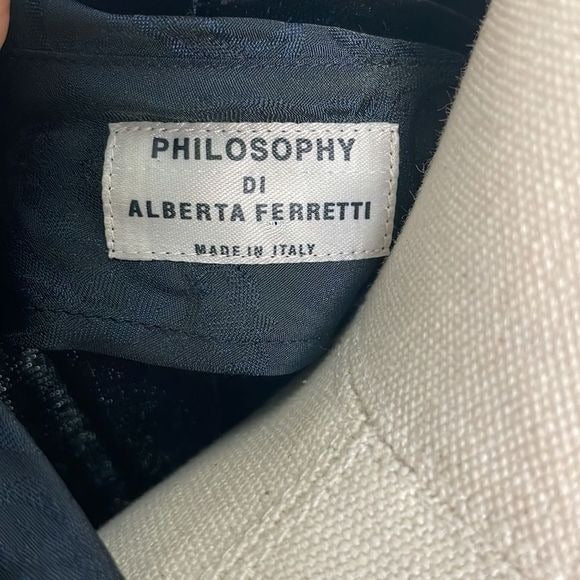 PHILOSOPHY
DI
ALBERTA FERRETTI
MADE IN ITALY